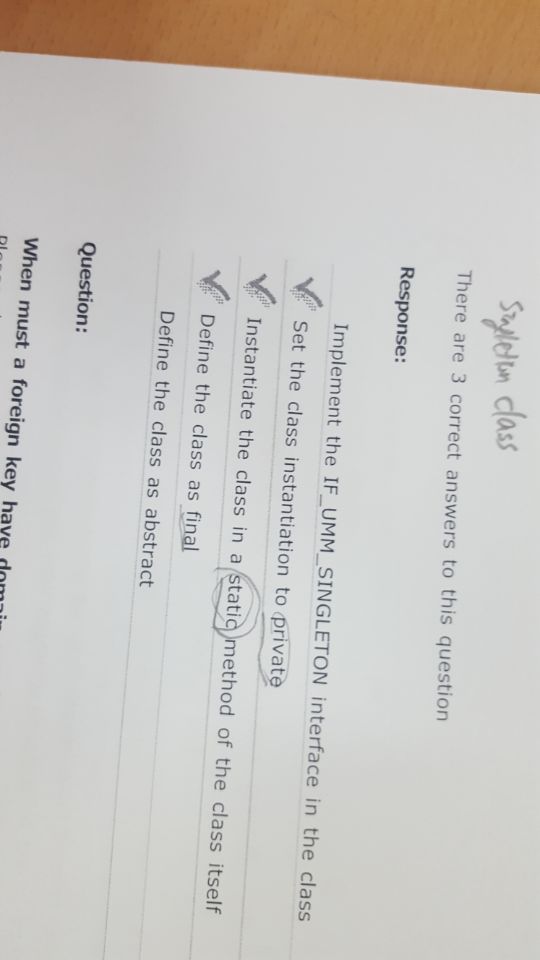 Singleton class
There are 3 correct answers to this question
Response:
Implement the IF_UMM_SINGLETON interface in the class
Set the class instantiation to private
Instantiate the class in a static method of the class itself
Define the class as final
Define the class as abstract
Question:
When must a foreign key have domain